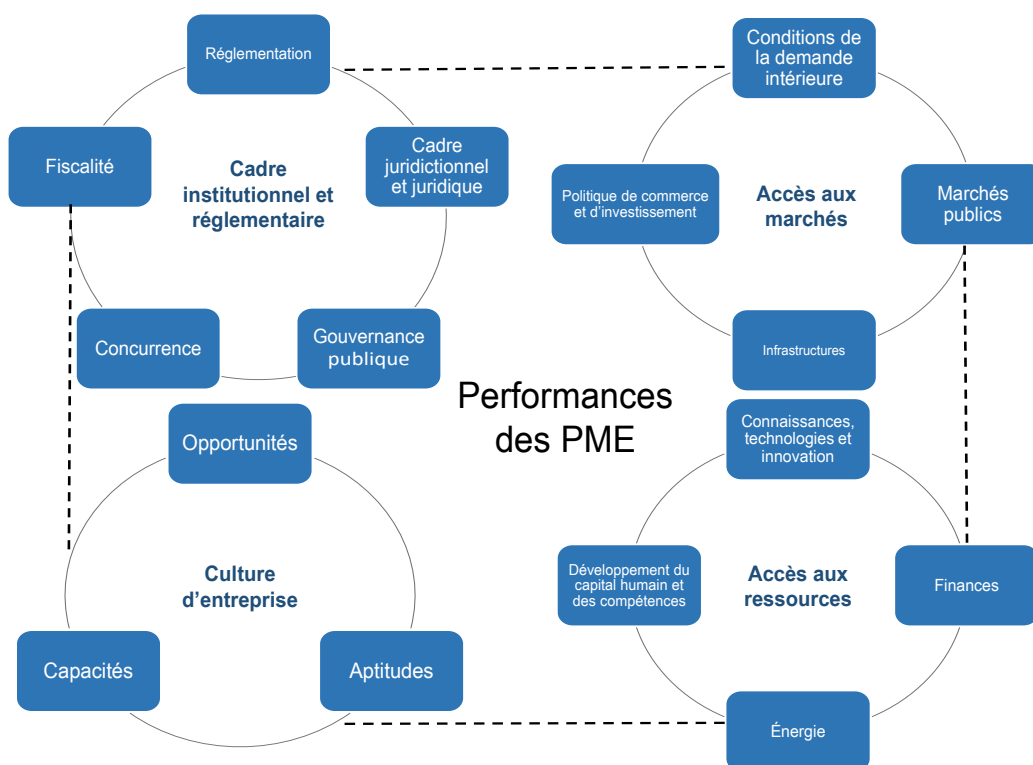 Réglementation
Fiscalité
Cadre
juridictionnel
et juridique
Cadre
institutionnel et
réglementaire
Concurrence
Gouvernance
publique
Conditions de
la demande
intérieure
Politique de commerce
et d'investissement
Accès aux
marchés
Marchés
publics
Infrastructures
Performances
des PME
Opportunités
Culture
d'entreprise
Capacités
Aptitudes
Connaissances,
technologies et
innovation
Développement du
capital humain et
des compétences
Accès aux
ressources
Finances
Énergie